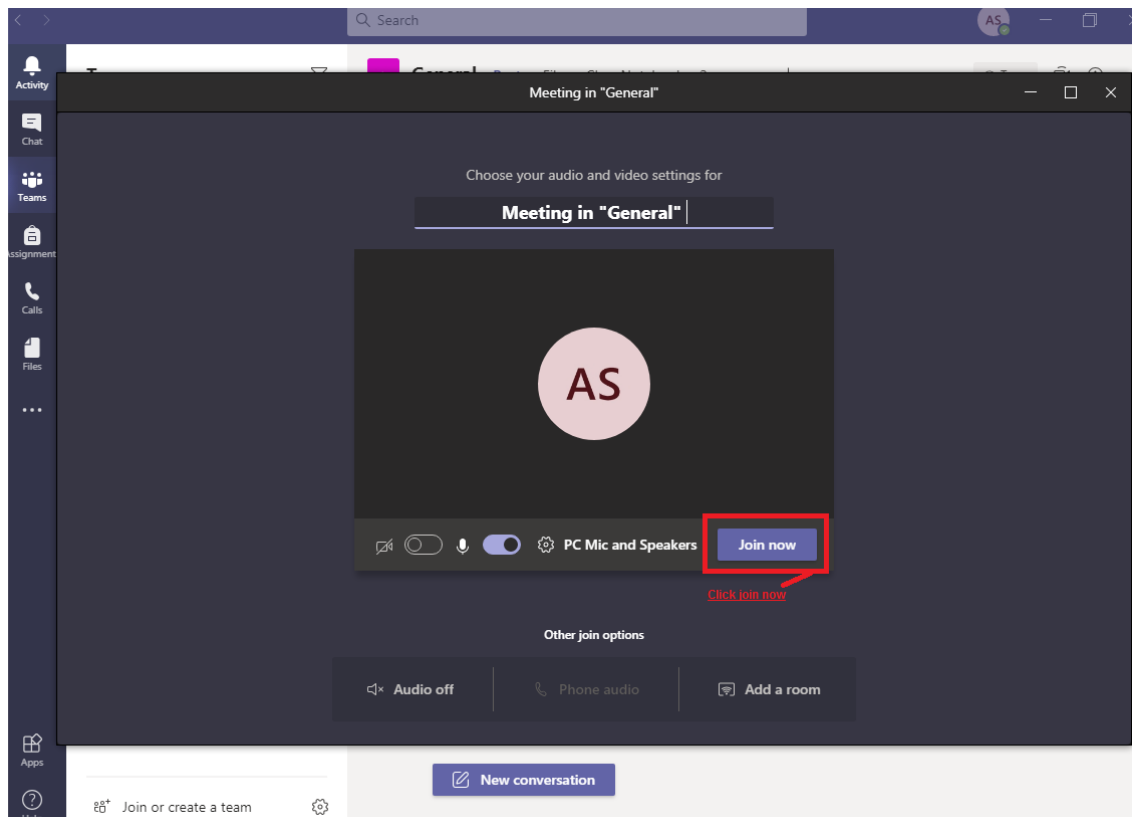 Search
AS
Activity
General
Meeting in "General"
Chat
Choose your audio and video settings for
Teams
Meeting in "General"
Assignment
Calls
Files
AS
PC Mic and Speakers
Join now
Click join now
Other join options
Audio off
Phone audio
Add a room
Apps
New conversation
Join or create a team